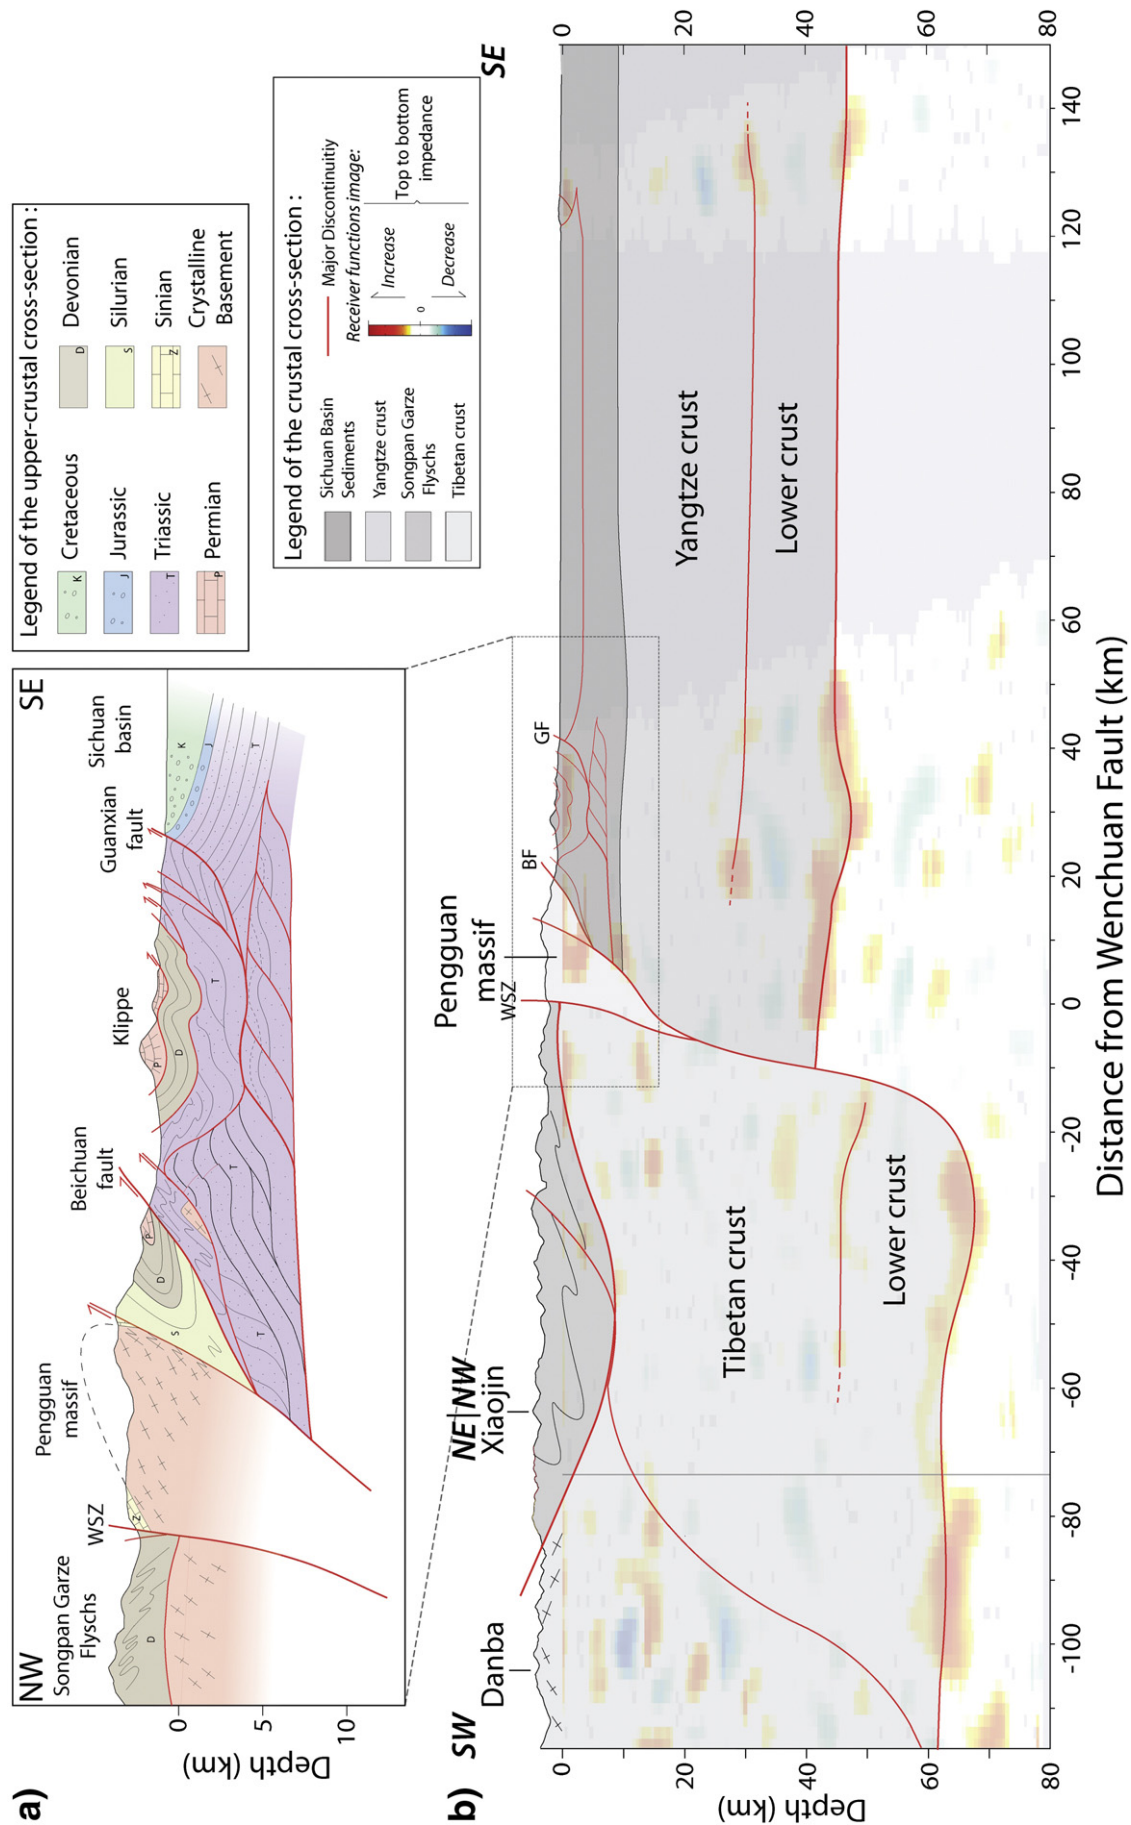 a)
NW
SE
Songpan Garze
Flyschs
WSZ
Pengguan
massif
Beichuan
fault
Klippe
Guanxian
fault
Sichuan
basin
D
Z
S
D
P
T
T
D
P
T
K
J
T
0
5
10
Depth (km)
Legend of the upper-crustal cross-section :
K
Cretaceous
J
Jurassic
T
Triassic
P
Permian
D
Devonian
S
Silurian
Z
Sinian
Crystalline
Basement
Legend of the crustal cross-section :
Sichuan Basin
Sediments
Yangtze crust
Songpan Garze
Flyschs
Tibetan crust
Major Discontinuitiy
Receiver functions image:
Increase
0
Decrease
Top to bottom
impedance
b)
SW
Danba
NE|NW
Xiaojin
WSZ
Pengguan
massif
BF
GF
SE
Tibetan crust
Lower crust
Yangtze crust
Lower crust
0
20
40
60
80
Depth (km)
0
20
40
60
80
-100
-80
-60
-40
-20
0
20
40
60
80
100
120
140
Distance from Wenchuan Fault (km)